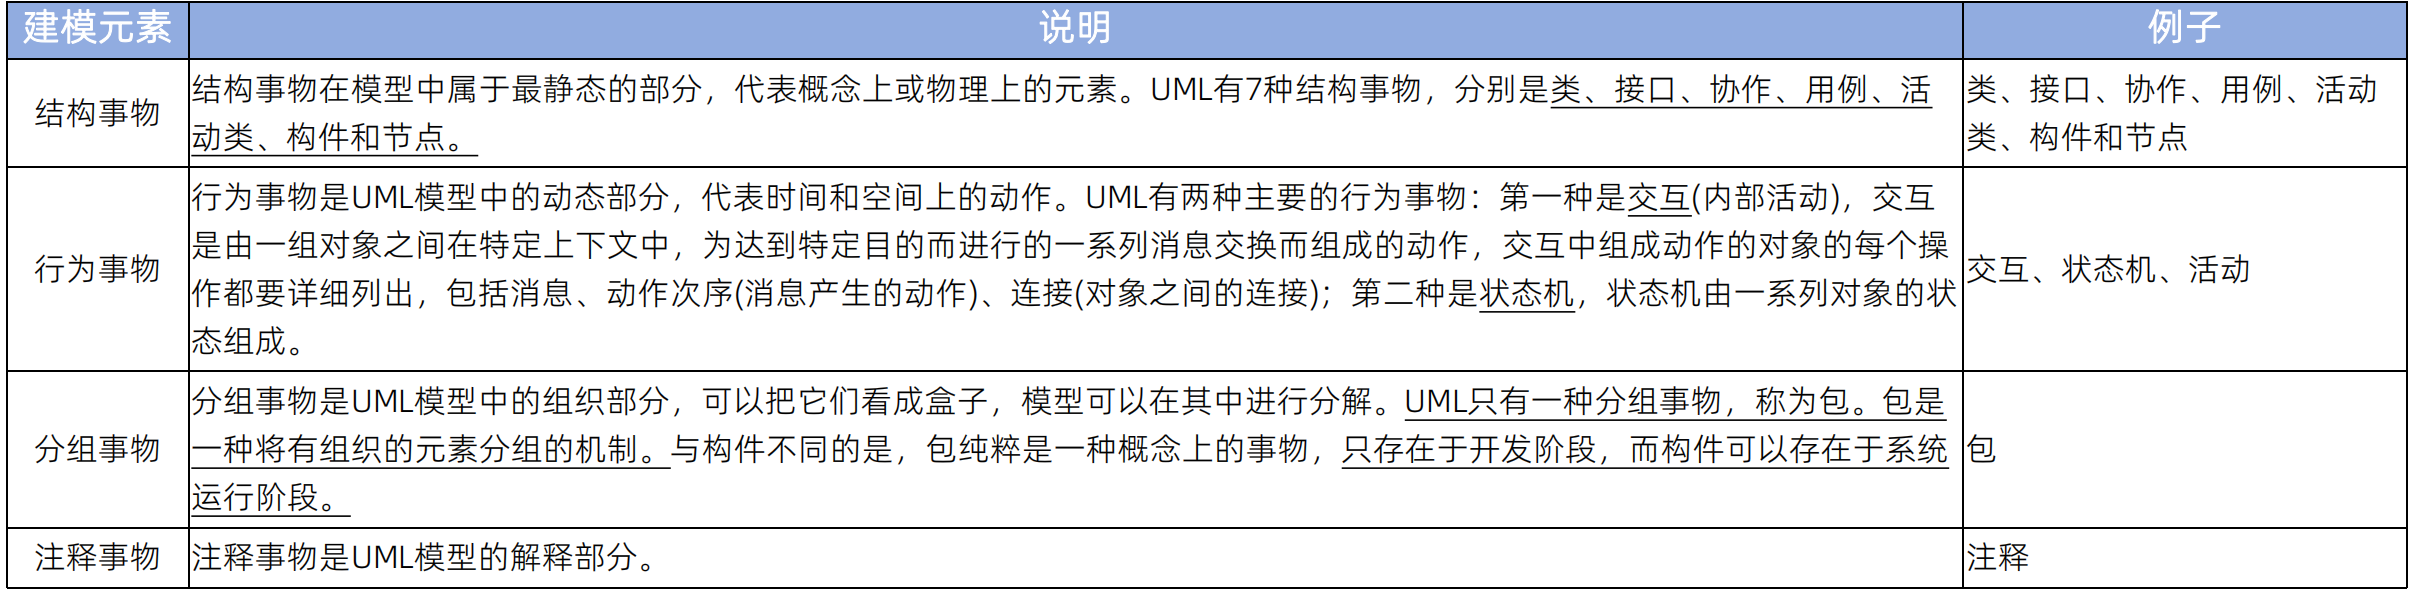 建模元素 说明 例子
结构事物
结构事物在模型中属于最静态的部分，代表概念上或物理上的元素。UML有7种结构事物，分别是类、接口、协作、用例、活
动类、构件和节点。
类、接口、协作、用例、活动
类、构件和节点
行为事物
行为事物是UML模型中的动态部分，代表时间和空间上的动作。UML有两种主要的行为事物：第一种是交互(内部活动)，交互
是由一组对象之间在特定上下文中，为达到特定目的而进行的一系列消息交换而组成的动作，交互中组成动作的对象的每个操
作都要详细列出，包括消息、动作次序(消息产生的动作)、连接(对象之间的连接)；第二种是状态机，状态机由一系列对象的状
态组成。
交互、状态机、活动
分组事物
分组事物是UML模型中的组织部分，可以把它们看成盒子，模型可以在其中进行分解。UML只有一种分组事物，称为包。包是
一种将有组织的元素分组的机制。与构件不同的是，包纯粹是一种概念上的事物，只存在于开发阶段，而构件可以存在于系统
运行阶段。
包
注释事物
注释事物是UML模型的解释部分。
注释